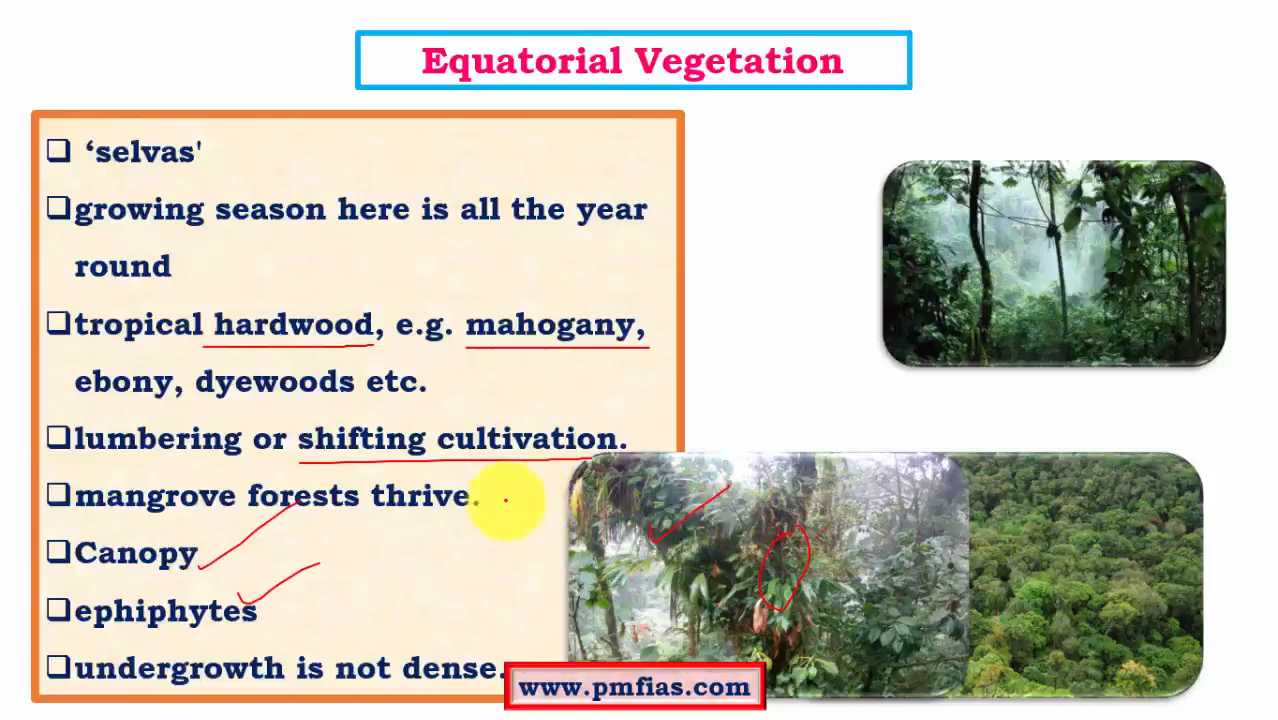 Equatorial Vegetation
❑ ‘selvas'
❑growing season here is all the year
round
❑tropical hardwood, e.g. mahogany,
ebony, dyewoods etc.
❑lumbering or shifting cultivation.
❑mangrove forests thrive.
❑Canopy
❑ephiphytes
❑undergrowth is not dense.
www.pmfias.com